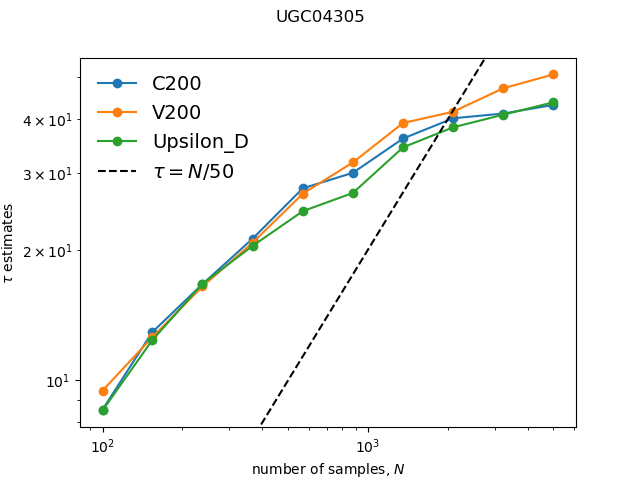 UGC04305
C200
V200
Upsilon_D
τ = N/50
4 × 10¹
3 × 10¹
2 × 10¹
10¹
τ estimates
10² 10³
number of samples, N